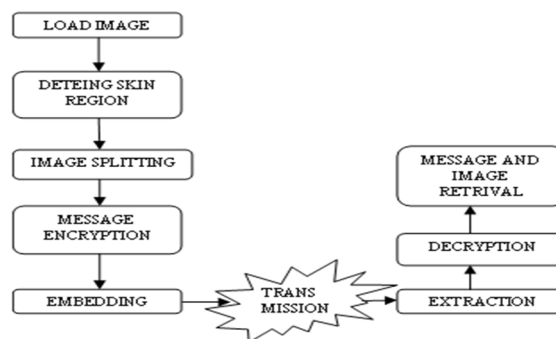 LOAD IMAGE
DETEING SKIN
REGION
IMAGE SPLITTING
MESSAGE
ENCRYPTION
EMBEDDING
TRANS
MISSION
EXTRACTION
DECRYPTION
MESSAGE AND
IMAGE
RETRIVAL